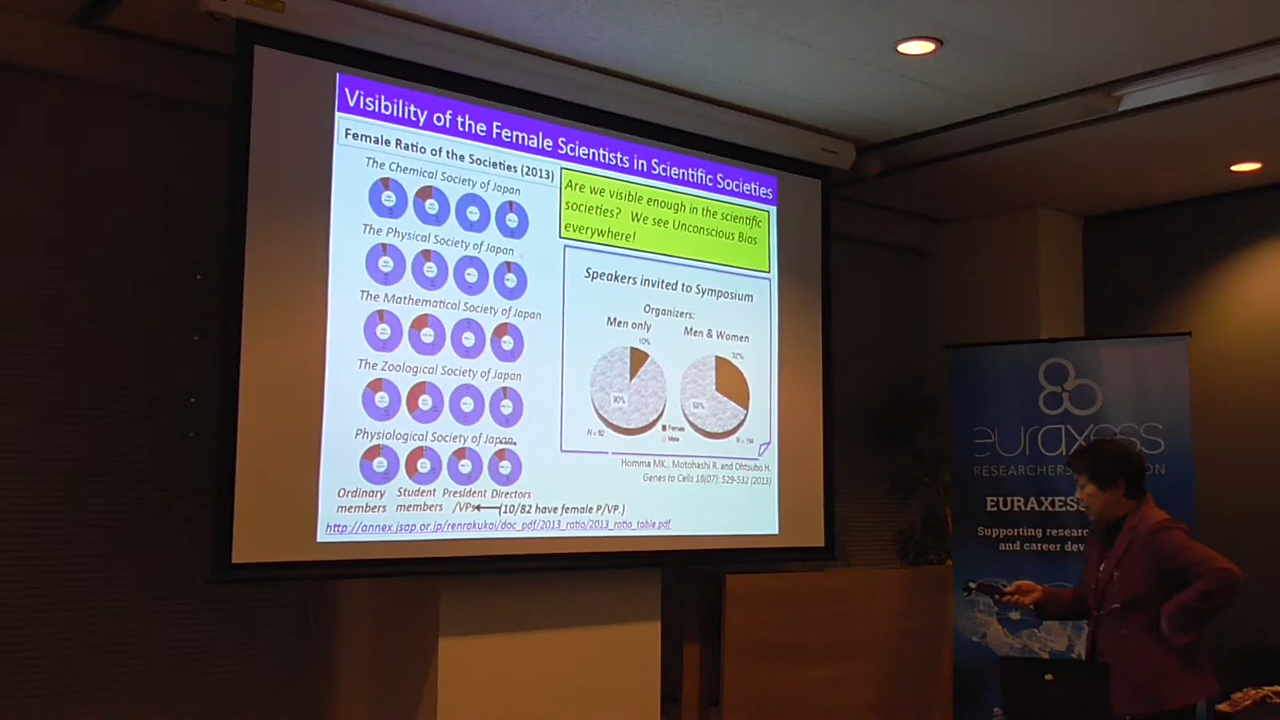 Visibility of the Female Scientists in Scientific Societies
Female Ratio of the Societies (2013)
The Chemical Society of Japan
The Physical Society of Japan
The Mathematical Society of Japan
The Zoological Society of Japan
Physiological Society of Japan
Ordinary members
Student members
President /VPs
Directors
(10/82 have female P/VP.)
http://annex.jsap.or.jp/renrakukai/doc_pdf/2013_ratio/2013_ratio_table.pdf
Are we visible enough in the scientific
societies? We see Unconscious Bias
everywhere!
Speakers invited to Symposium
Organizers:
Men only
Men & Women
10%
90%
32%
68%
Female
Male
Homma MK., Motohashi R. and Ohtsubo H.
Genes to Cells 18(07): 529-532 (2013)
euraxess
RESEARCHERS
EURAXESS
Supporting
and career